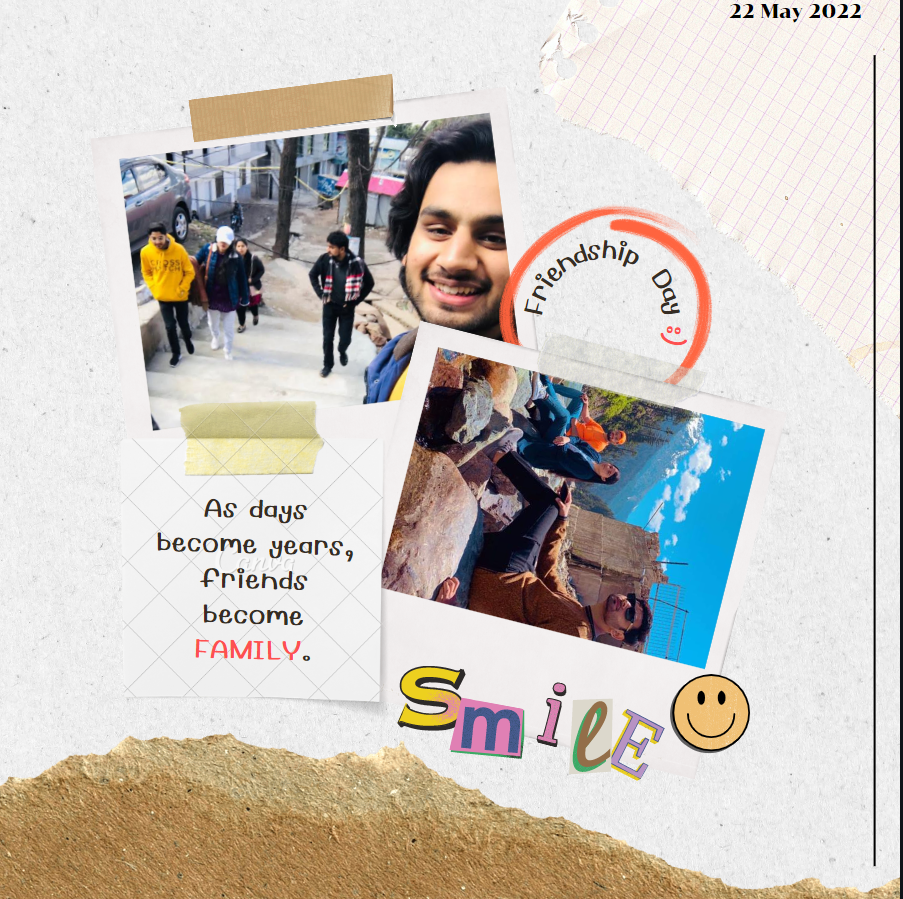 22 May 2022
Friendship Day
As days
become years,
friends
become
FAMILY.
SmilE